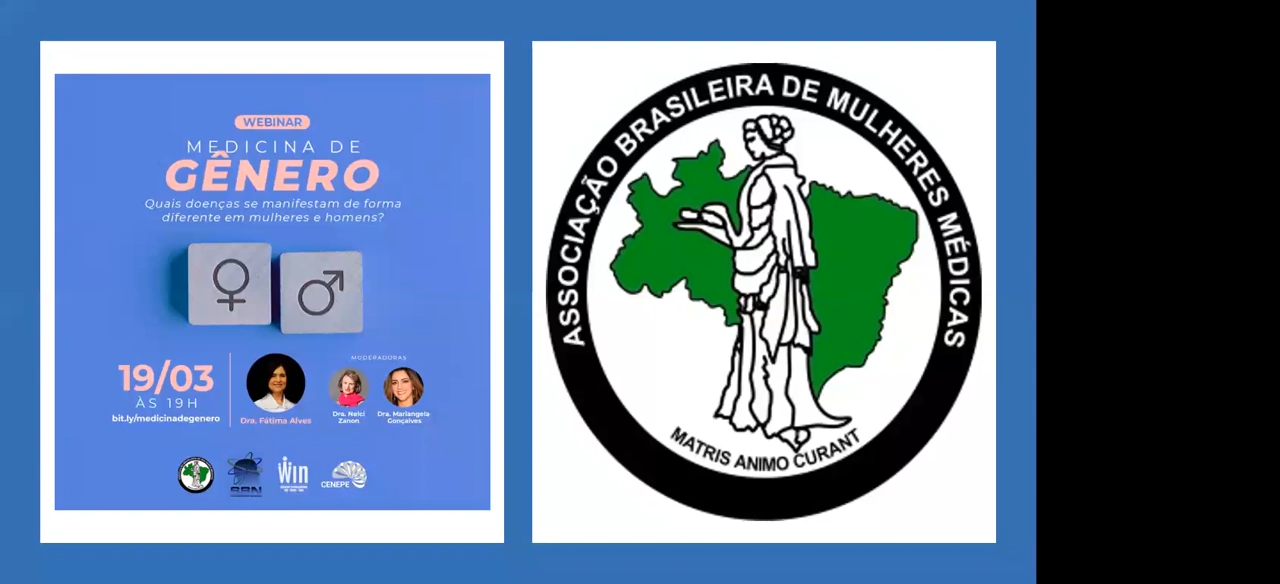 WEBINAR
MEDICINA DE
GÊNERO
Quais doenças se manifestam de forma
diferente em mulheres e homens?
19/03
ÀS 19H
bit.ly/medicinadegenero
Dra. Fátima Alves
MODERADORAS
Dra. Nelci
Zanon
Dra. Mariangela
Gonçalves
SBN
WIN
CENEPE
ASSOCIAÇÃO BRASILEIRA DE MULHERES MÉDICAS
MATRIS ANIMO CURANT